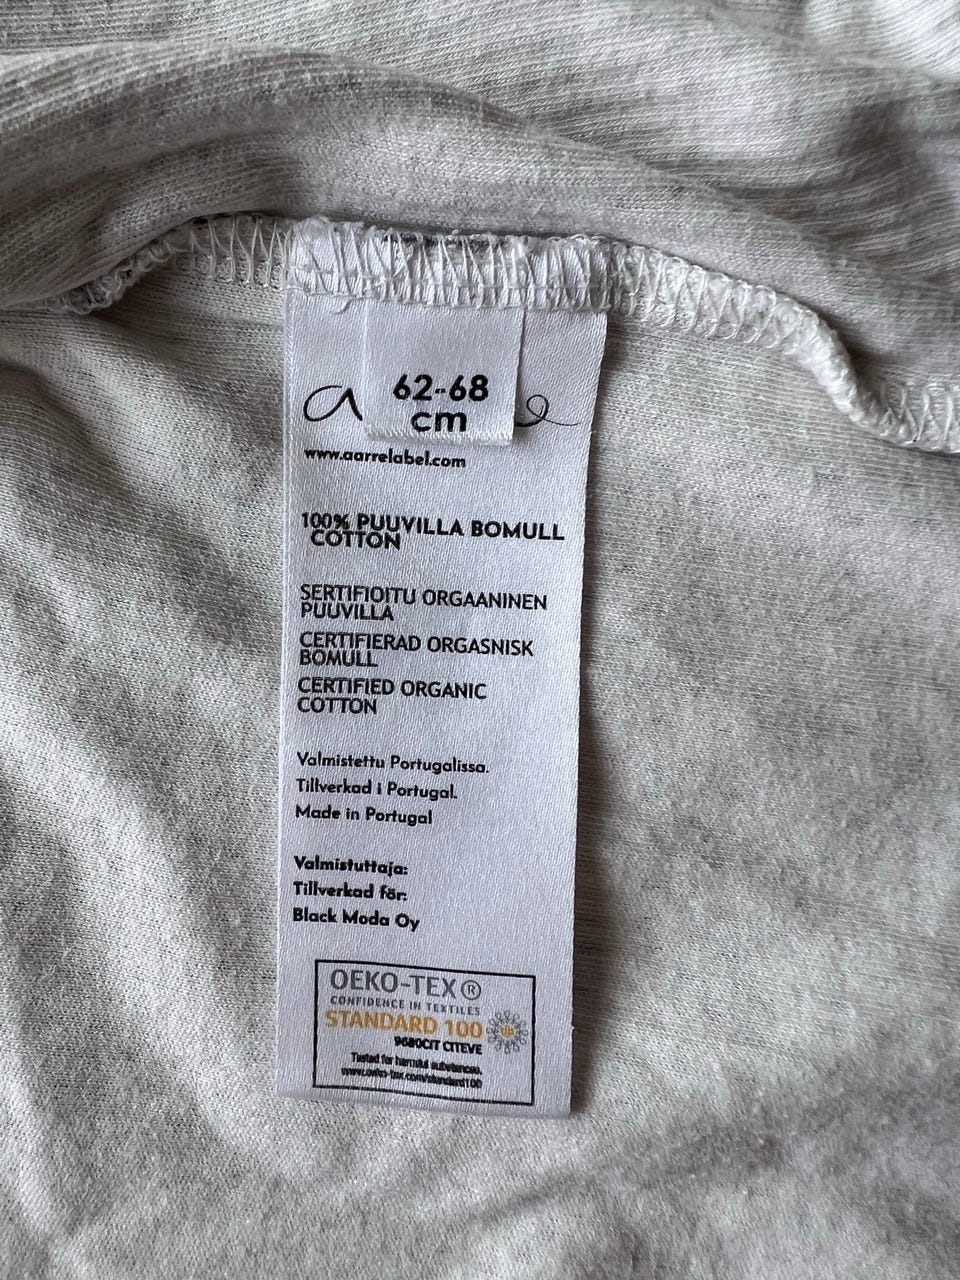 62-68
cm
www.aarrelabel.com
100% PUUVILLA BOMULL
COTTON
SERTIFIOITU ORGAANINEN
PUUVILLA
CERTIFIERAD ORGASNISK
BOMULL
CERTIFIED ORGANIC
COTTON
Valmistettu Portugalissa.
Tillverkad i Portugal.
Made in Portugal
Valmistuttaja:
Tillverkad för:
Black Moda Oy
OEKO-TEX®
CONFIDENCE IN TEXTILES
STANDARD 100
9680CIT CITEVE
Tested for harmful substances.
www.oeko-tex.com/standard100